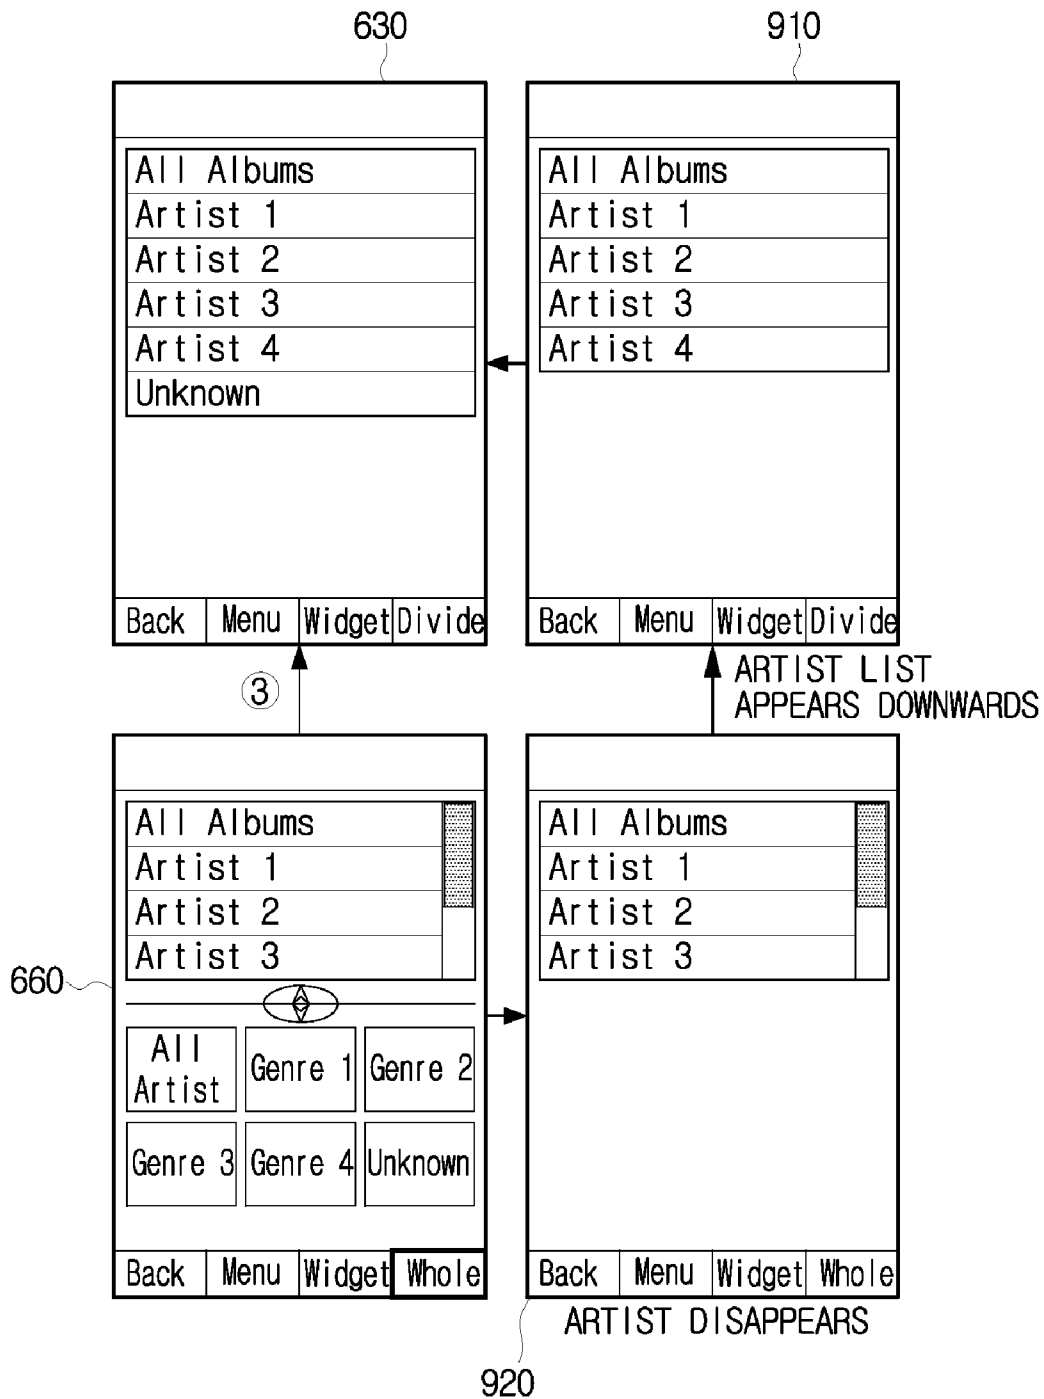 630
910
All Albums
Artist 1
Artist 2
Artist 3
Artist 4
Unknown
Back Menu Widget Divide
All Albums
Artist 1
Artist 2
Artist 3
Artist 4
Back Menu Widget Divide
③
ARTIST LIST
APPEARS DOWNWARDS
660
All Albums
Artist 1
Artist 2
Artist 3
All
Artist
Genre 1
Genre 2
Genre 3
Genre 4
Unknown
Back Menu Widget Whole
All Albums
Artist 1
Artist 2
Artist 3
Back Menu Widget Whole
ARTIST DISAPPEARS
920